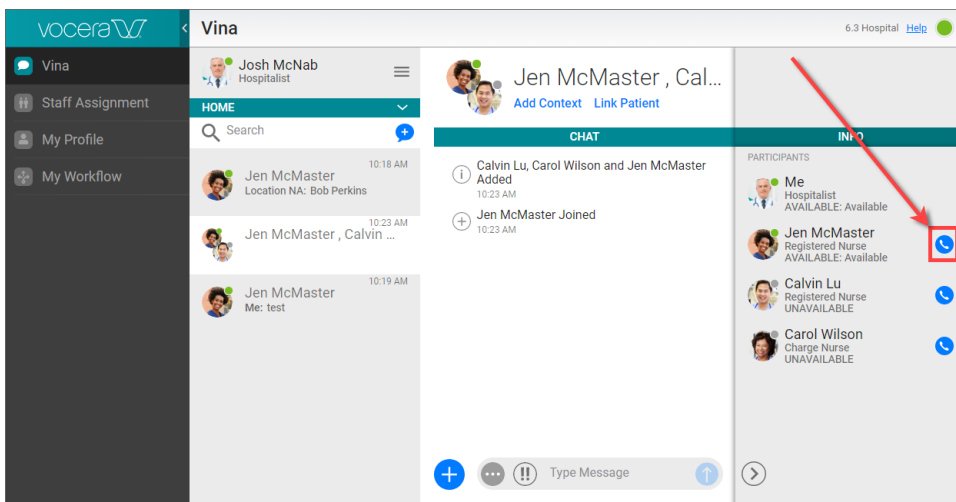 vocera
Vina
6.3 Hospital Help
Vina
Staff Assignment
My Profile
My Workflow
Josh McNab
Hospitalist
HOME
Search
10:18 AM
Jen McMaster
Location NA: Bob Perkins
10:23 AM
Jen McMaster , Calvin ...
10:19 AM
Jen McMaster
Me: test
Jen McMaster , Cal...
Add Context Link Patient
CHAT
Calvin Lu, Carol Wilson and Jen McMaster
Added
10:23 AM
Jen McMaster Joined
10:23 AM
Type Message
INFO
PARTICIPANTS
Me
Hospitalist
AVAILABLE: Available
Jen McMaster
Registered Nurse
AVAILABLE: Available
Calvin Lu
Registered Nurse
UNAVAILABLE
Carol Wilson
Charge Nurse
UNAVAILABLE